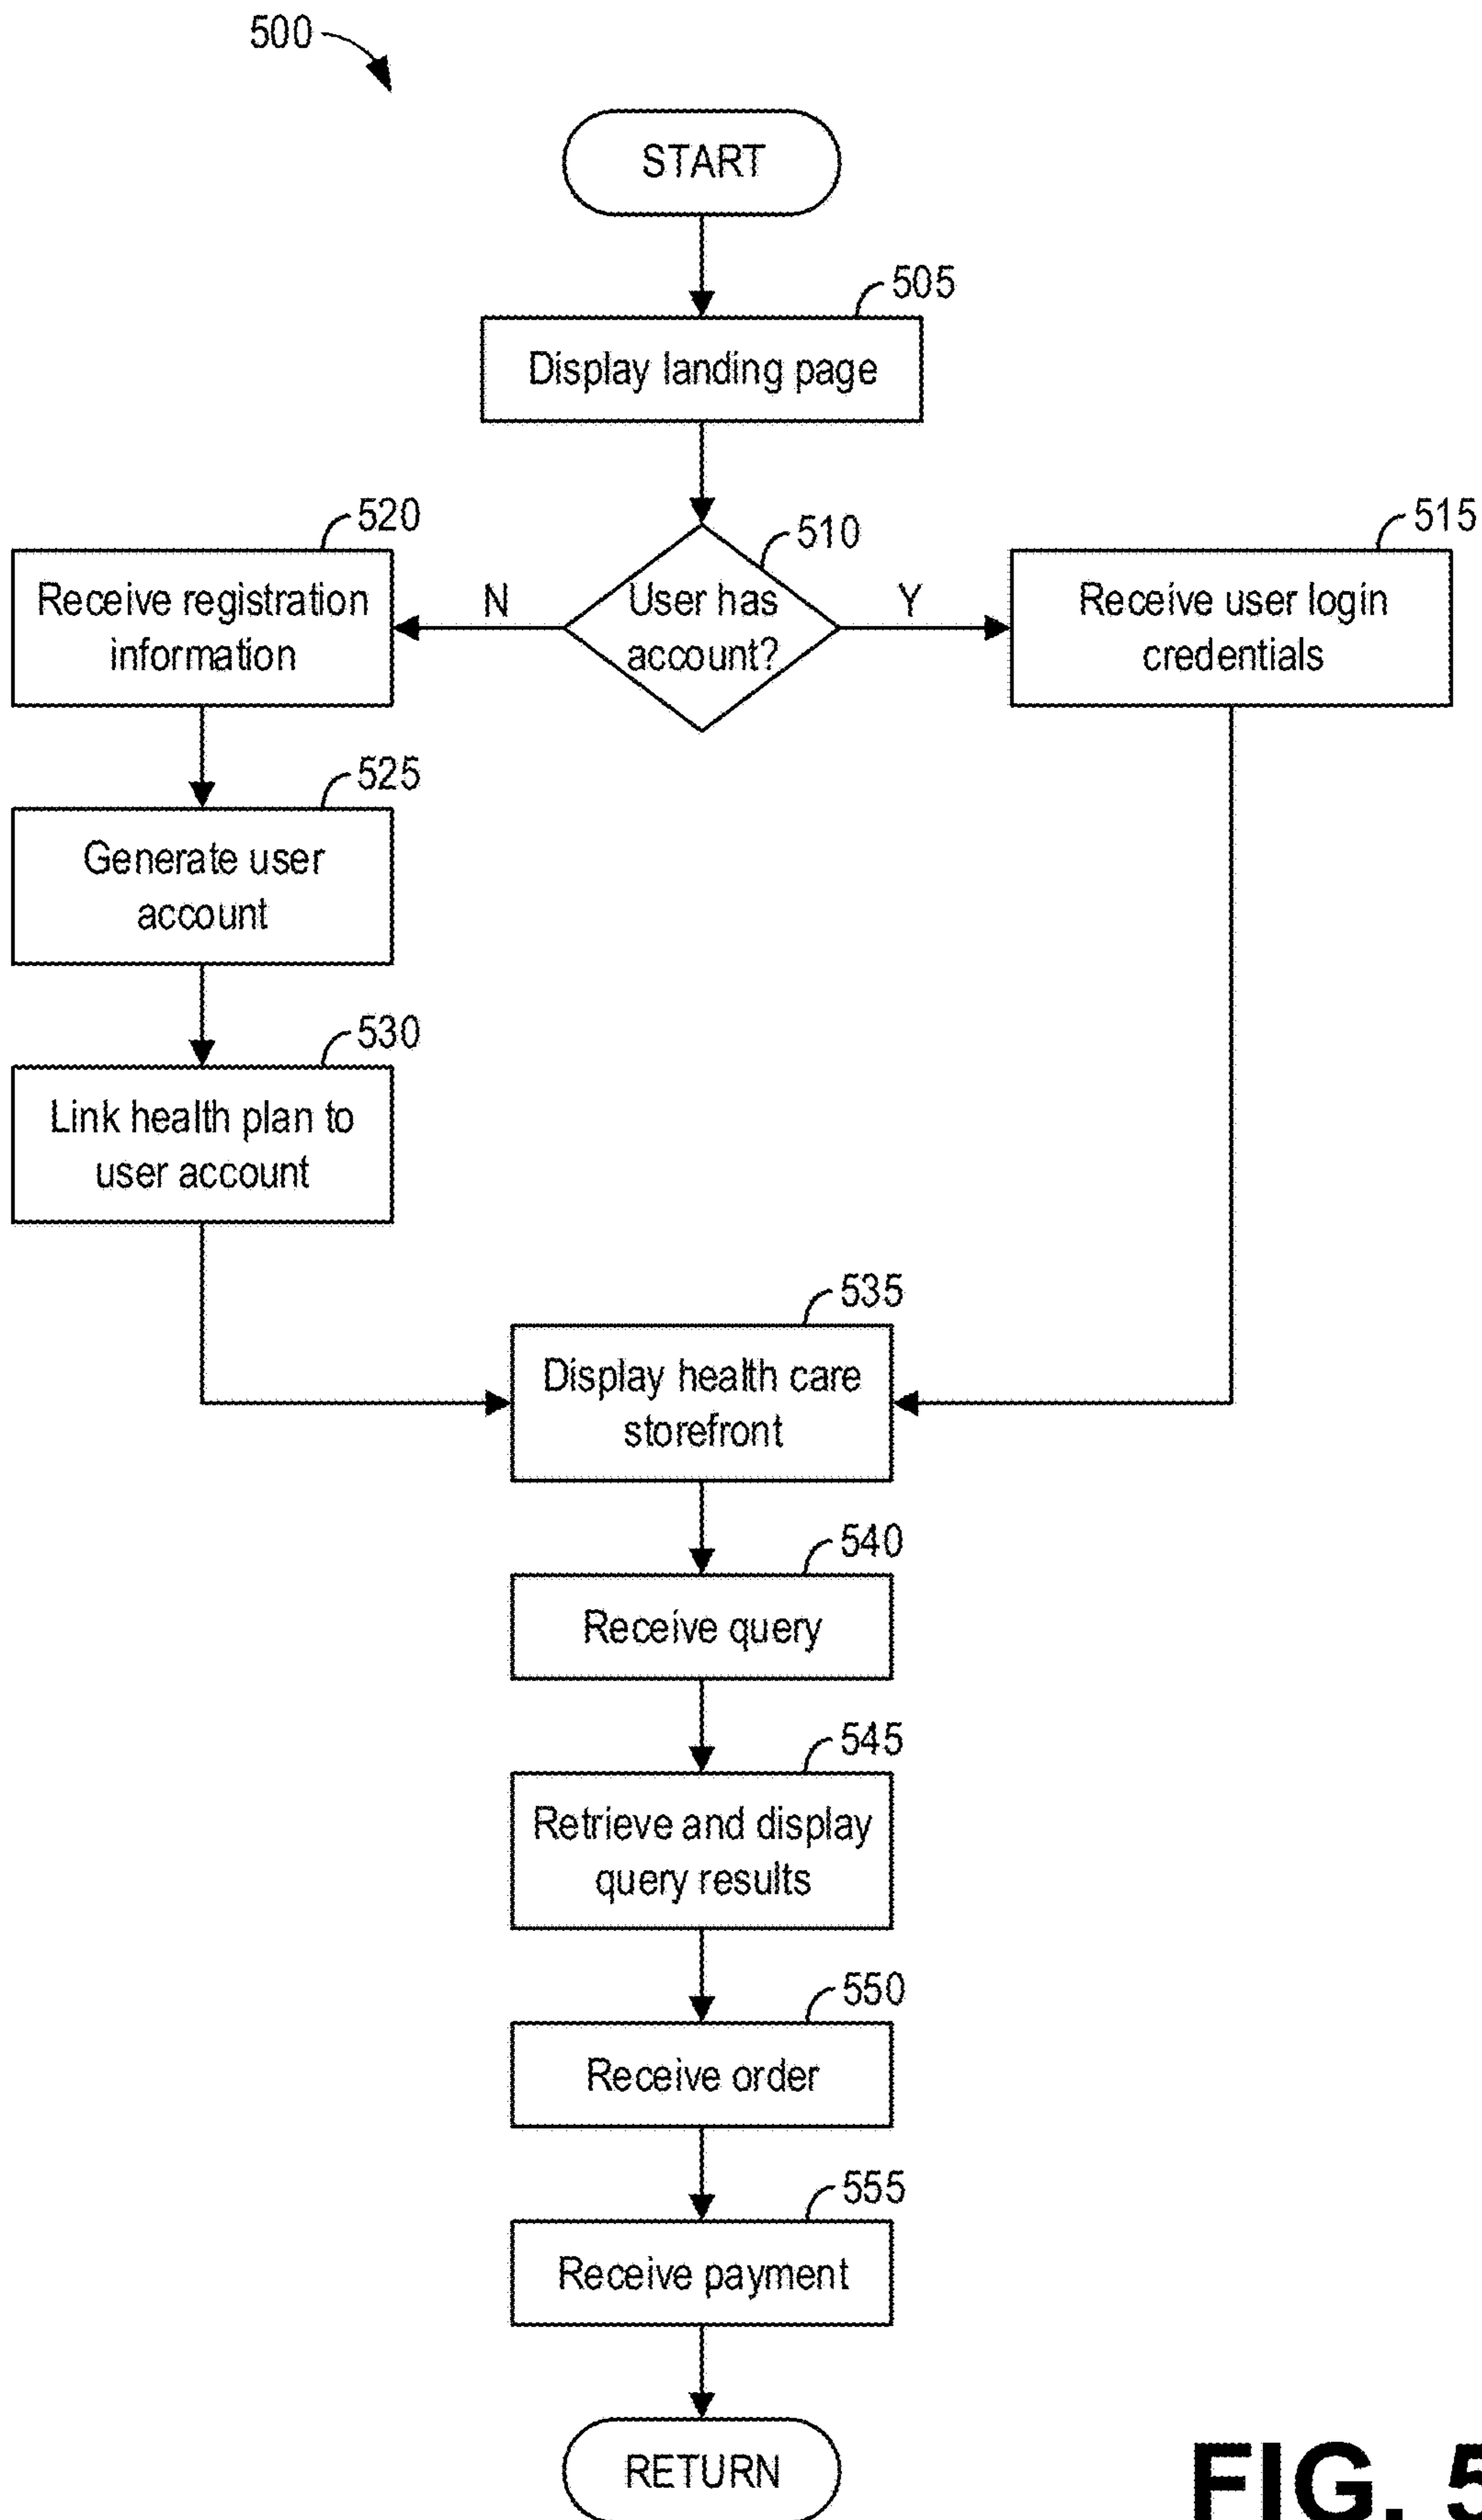 500
START
505
Display landing page
520
510
515
Receive registration
information
N
User has
account?
Y
Receive user login
credentials
525
Generate user
account
530
Link health plan to
user account
535
Display health care
storefront
540
Receive query
545
Retrieve and display
query results
550
Receive order
555
Receive payment
RETURN
FIG. 5